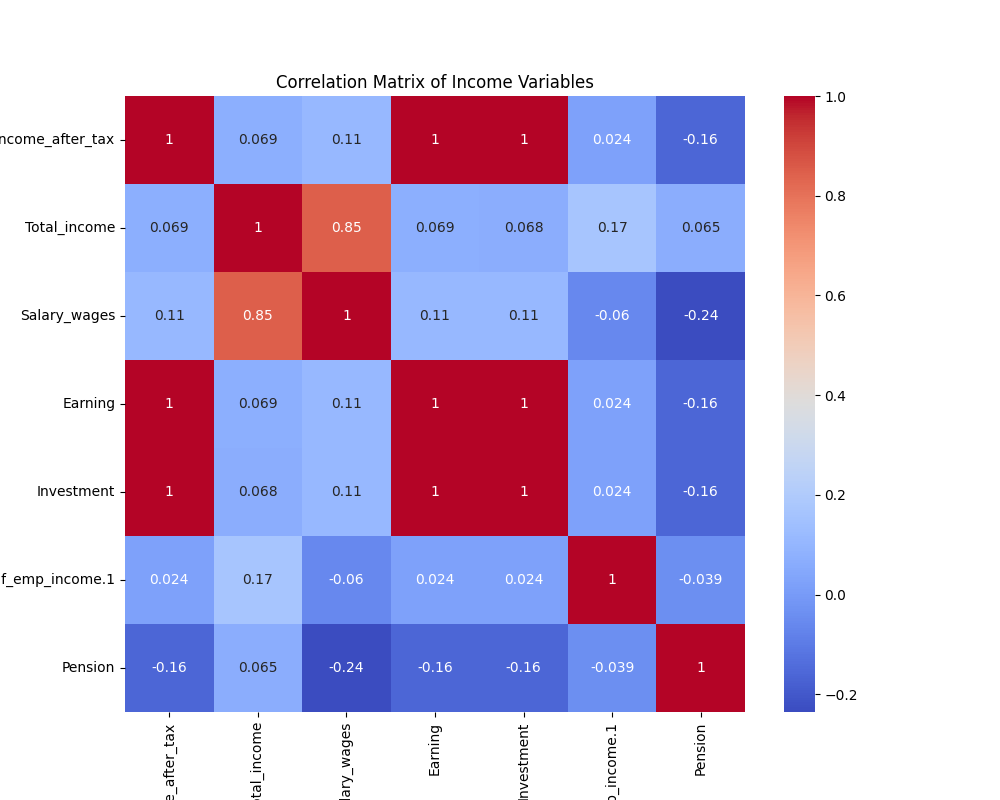 Correlation Matrix of Income Variables
ncome_after_tax 1 0.069 0.11 1 1 0.024 -0.16
Total_income 0.069 1 0.85 0.069 0.068 0.17 0.065
Salary_wages 0.11 0.85 1 0.11 0.11 -0.06 -0.24
Earning 1 0.069 0.11 1 1 0.024 -0.16
Investment 1 0.068 0.11 1 1 0.024 -0.16
f_emp_income.1 0.024 0.17 -0.06 0.024 0.024 1 -0.039
Pension -0.16 0.065 -0.24 -0.16 -0.16 -0.039 1
e_after_tax
otal_income
lary_wages
Earning
Investment
p_income.1
Pension
1.0
0.8
0.6
0.4
0.2
0.0
−0.2